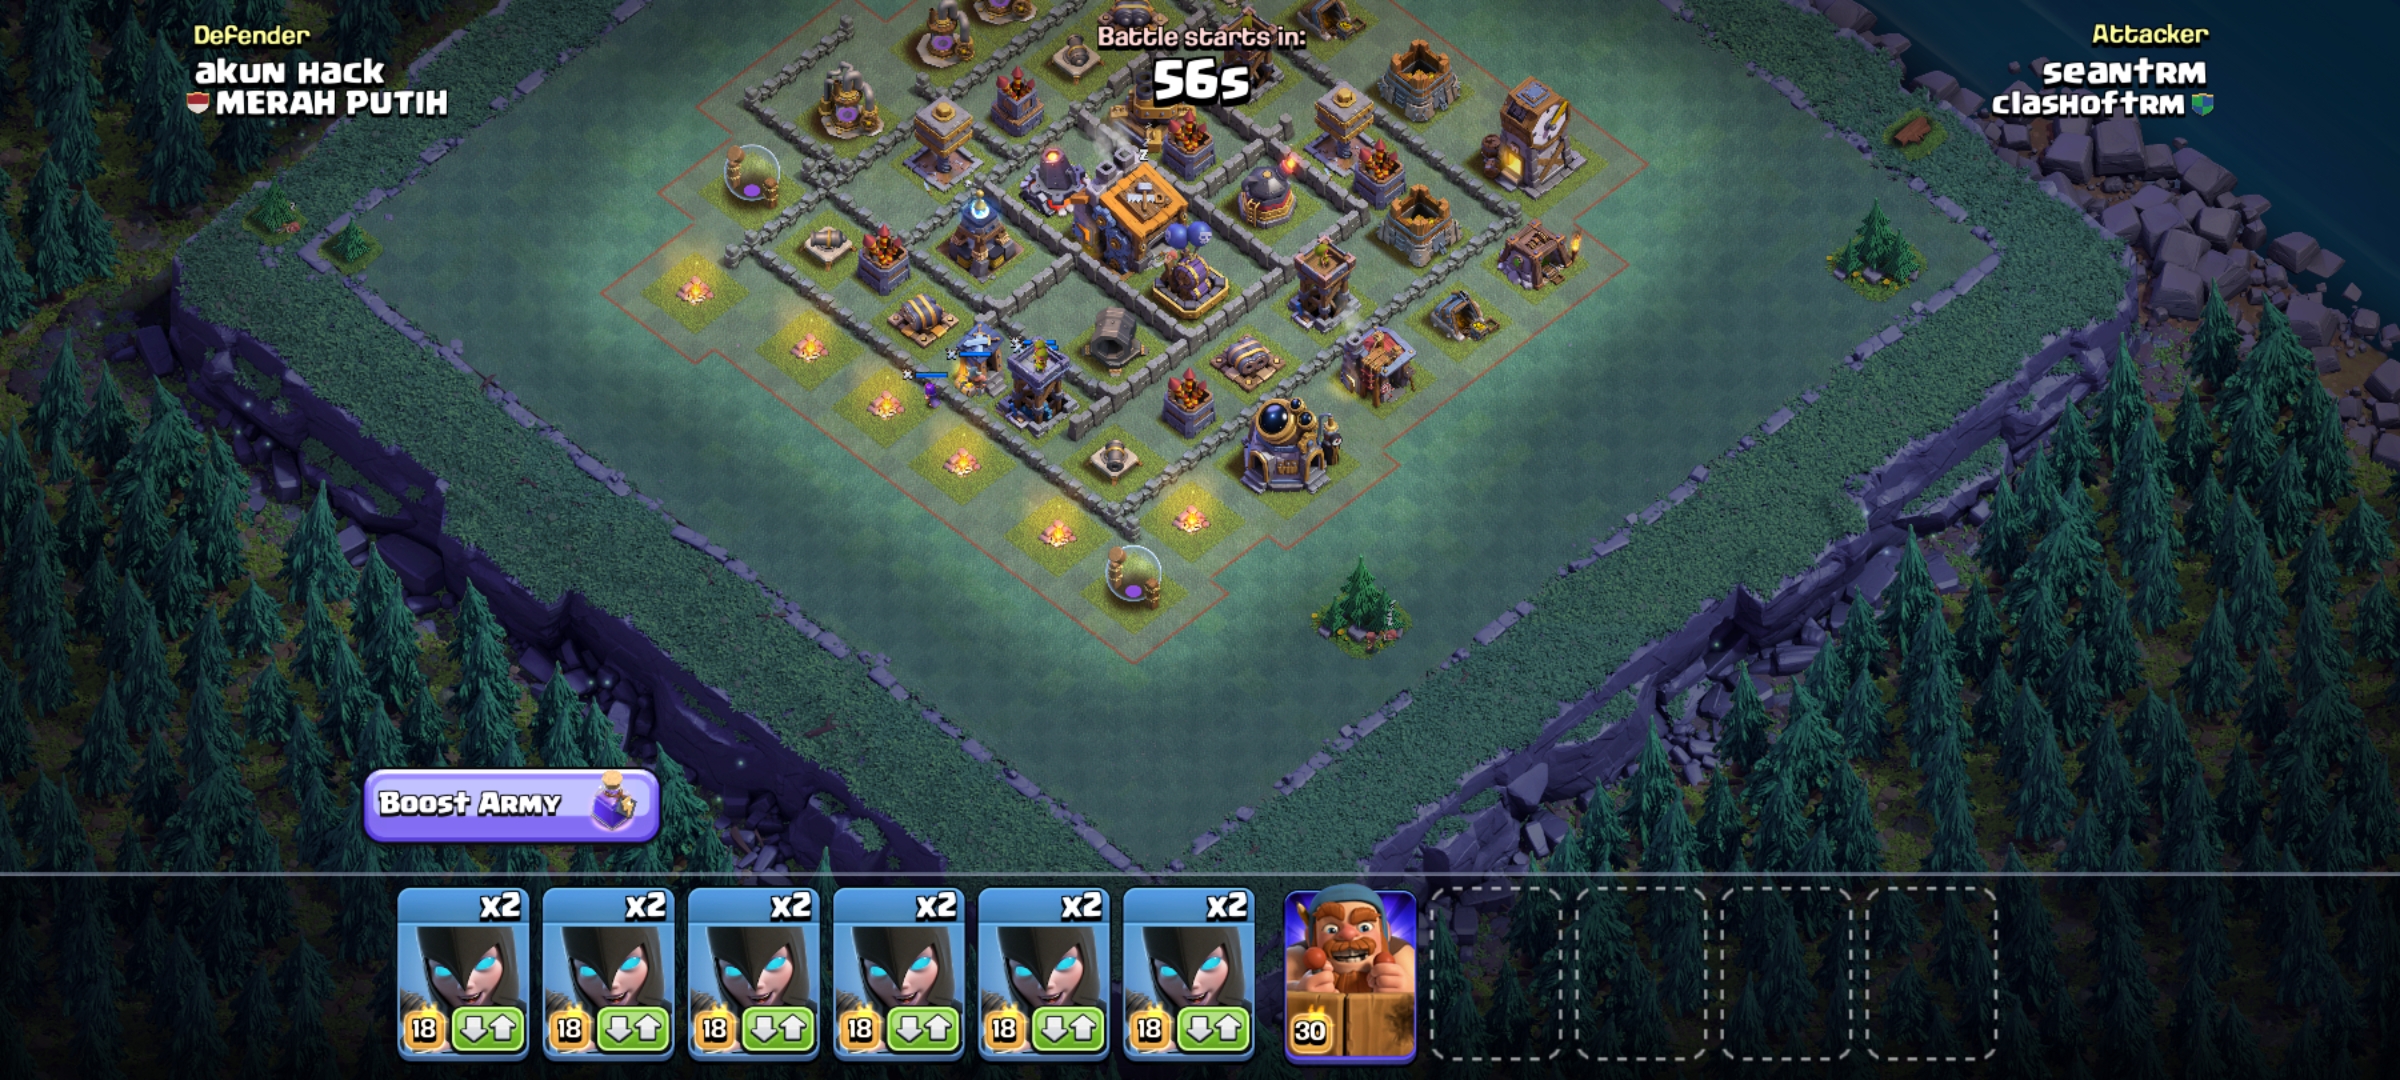 Defender
akun Hack
MERAH PUTIH
Battle starts in:
56s
Attacker
seantRM
clashoftRM
Boost Army
x2
x2
x2
x2
x2
x2
18
18
18
18
18
18
30